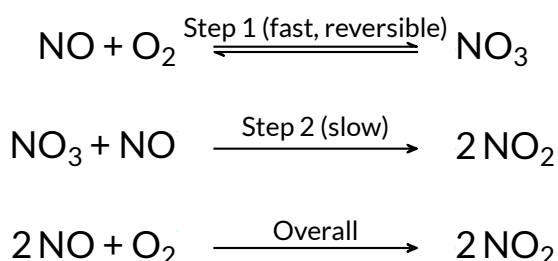 NO + O₂ Step 1 (fast, reversible) NO₃
NO₃ + NO Step 2 (slow) 2 NO₂
2 NO + O₂ Overall 2 NO₂